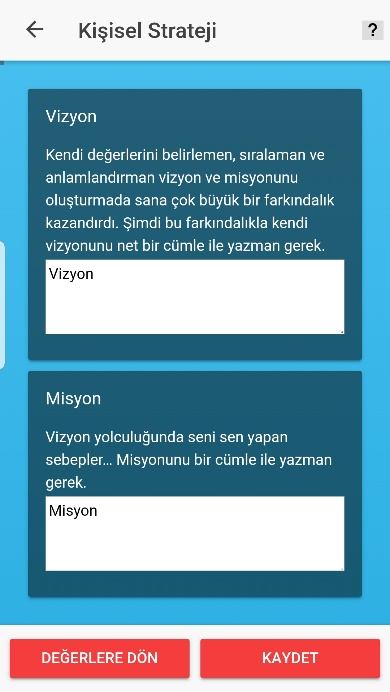 Kişisel Strateji
?
Vizyon
Kendi değerlerini belirlemen, sıralaman ve
anlamlandırman vizyon ve misyonunu
oluşturmada sana çok büyük bir farkındalık
kazandırdı. Şimdi bu farkındalıkla kendi
vizyonunu net bir cümle ile yazman gerek.
Vizyon
Misyon
Vizyon yolculuğunda seni sen yapan
sebepler... Misyonunu bir cümle ile yazman
gerek.
Misyon
DEĞERLERE DÖN
KAYDET